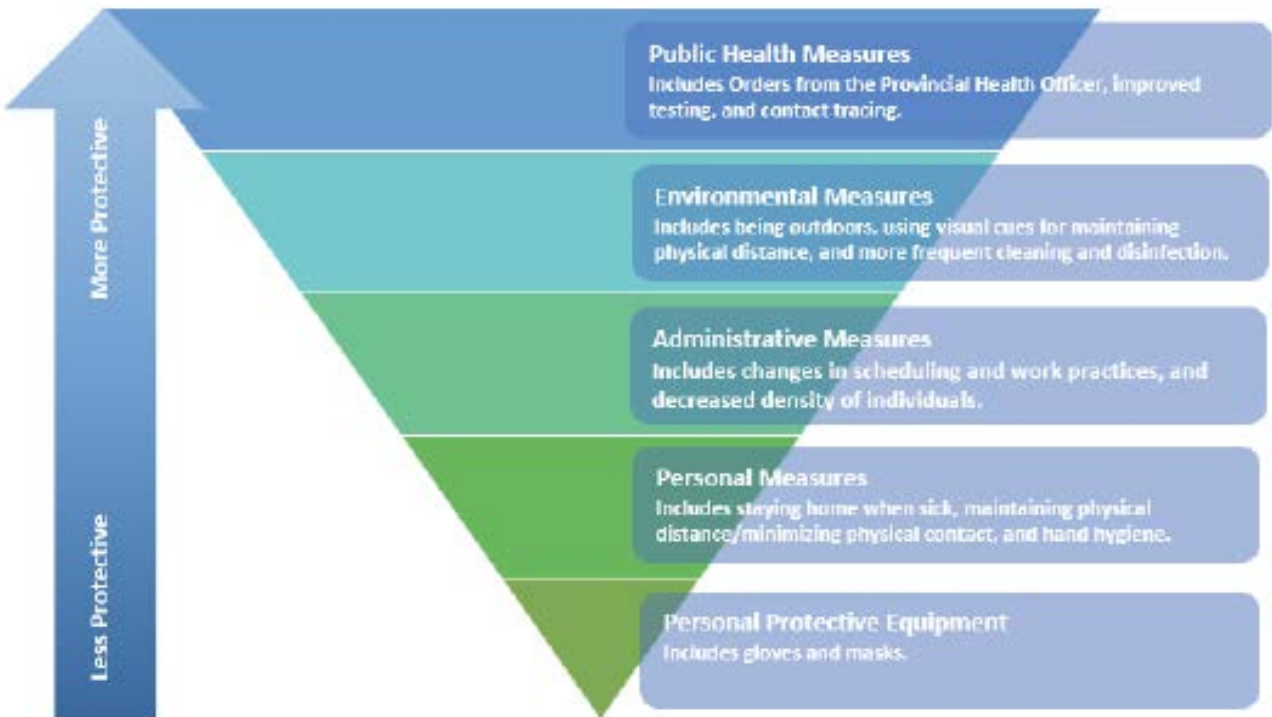 More Protective
Less Protective
Public Health Measures
Includes Orders from the Provincial Health Officer, improved
testing, and contact tracing.
Environmental Measures
Includes being outdoors, using visual cues for maintaining
physical distance, and more frequent cleaning and disinfection.
Administrative Measures
Includes changes in scheduling and work practices, and
decreased density of individuals.
Personal Measures
Includes staying home when sick, maintaining physical
distance/minimizing physical contact, and hand hygiene.
Personal Protective Equipment
Includes gloves and masks.